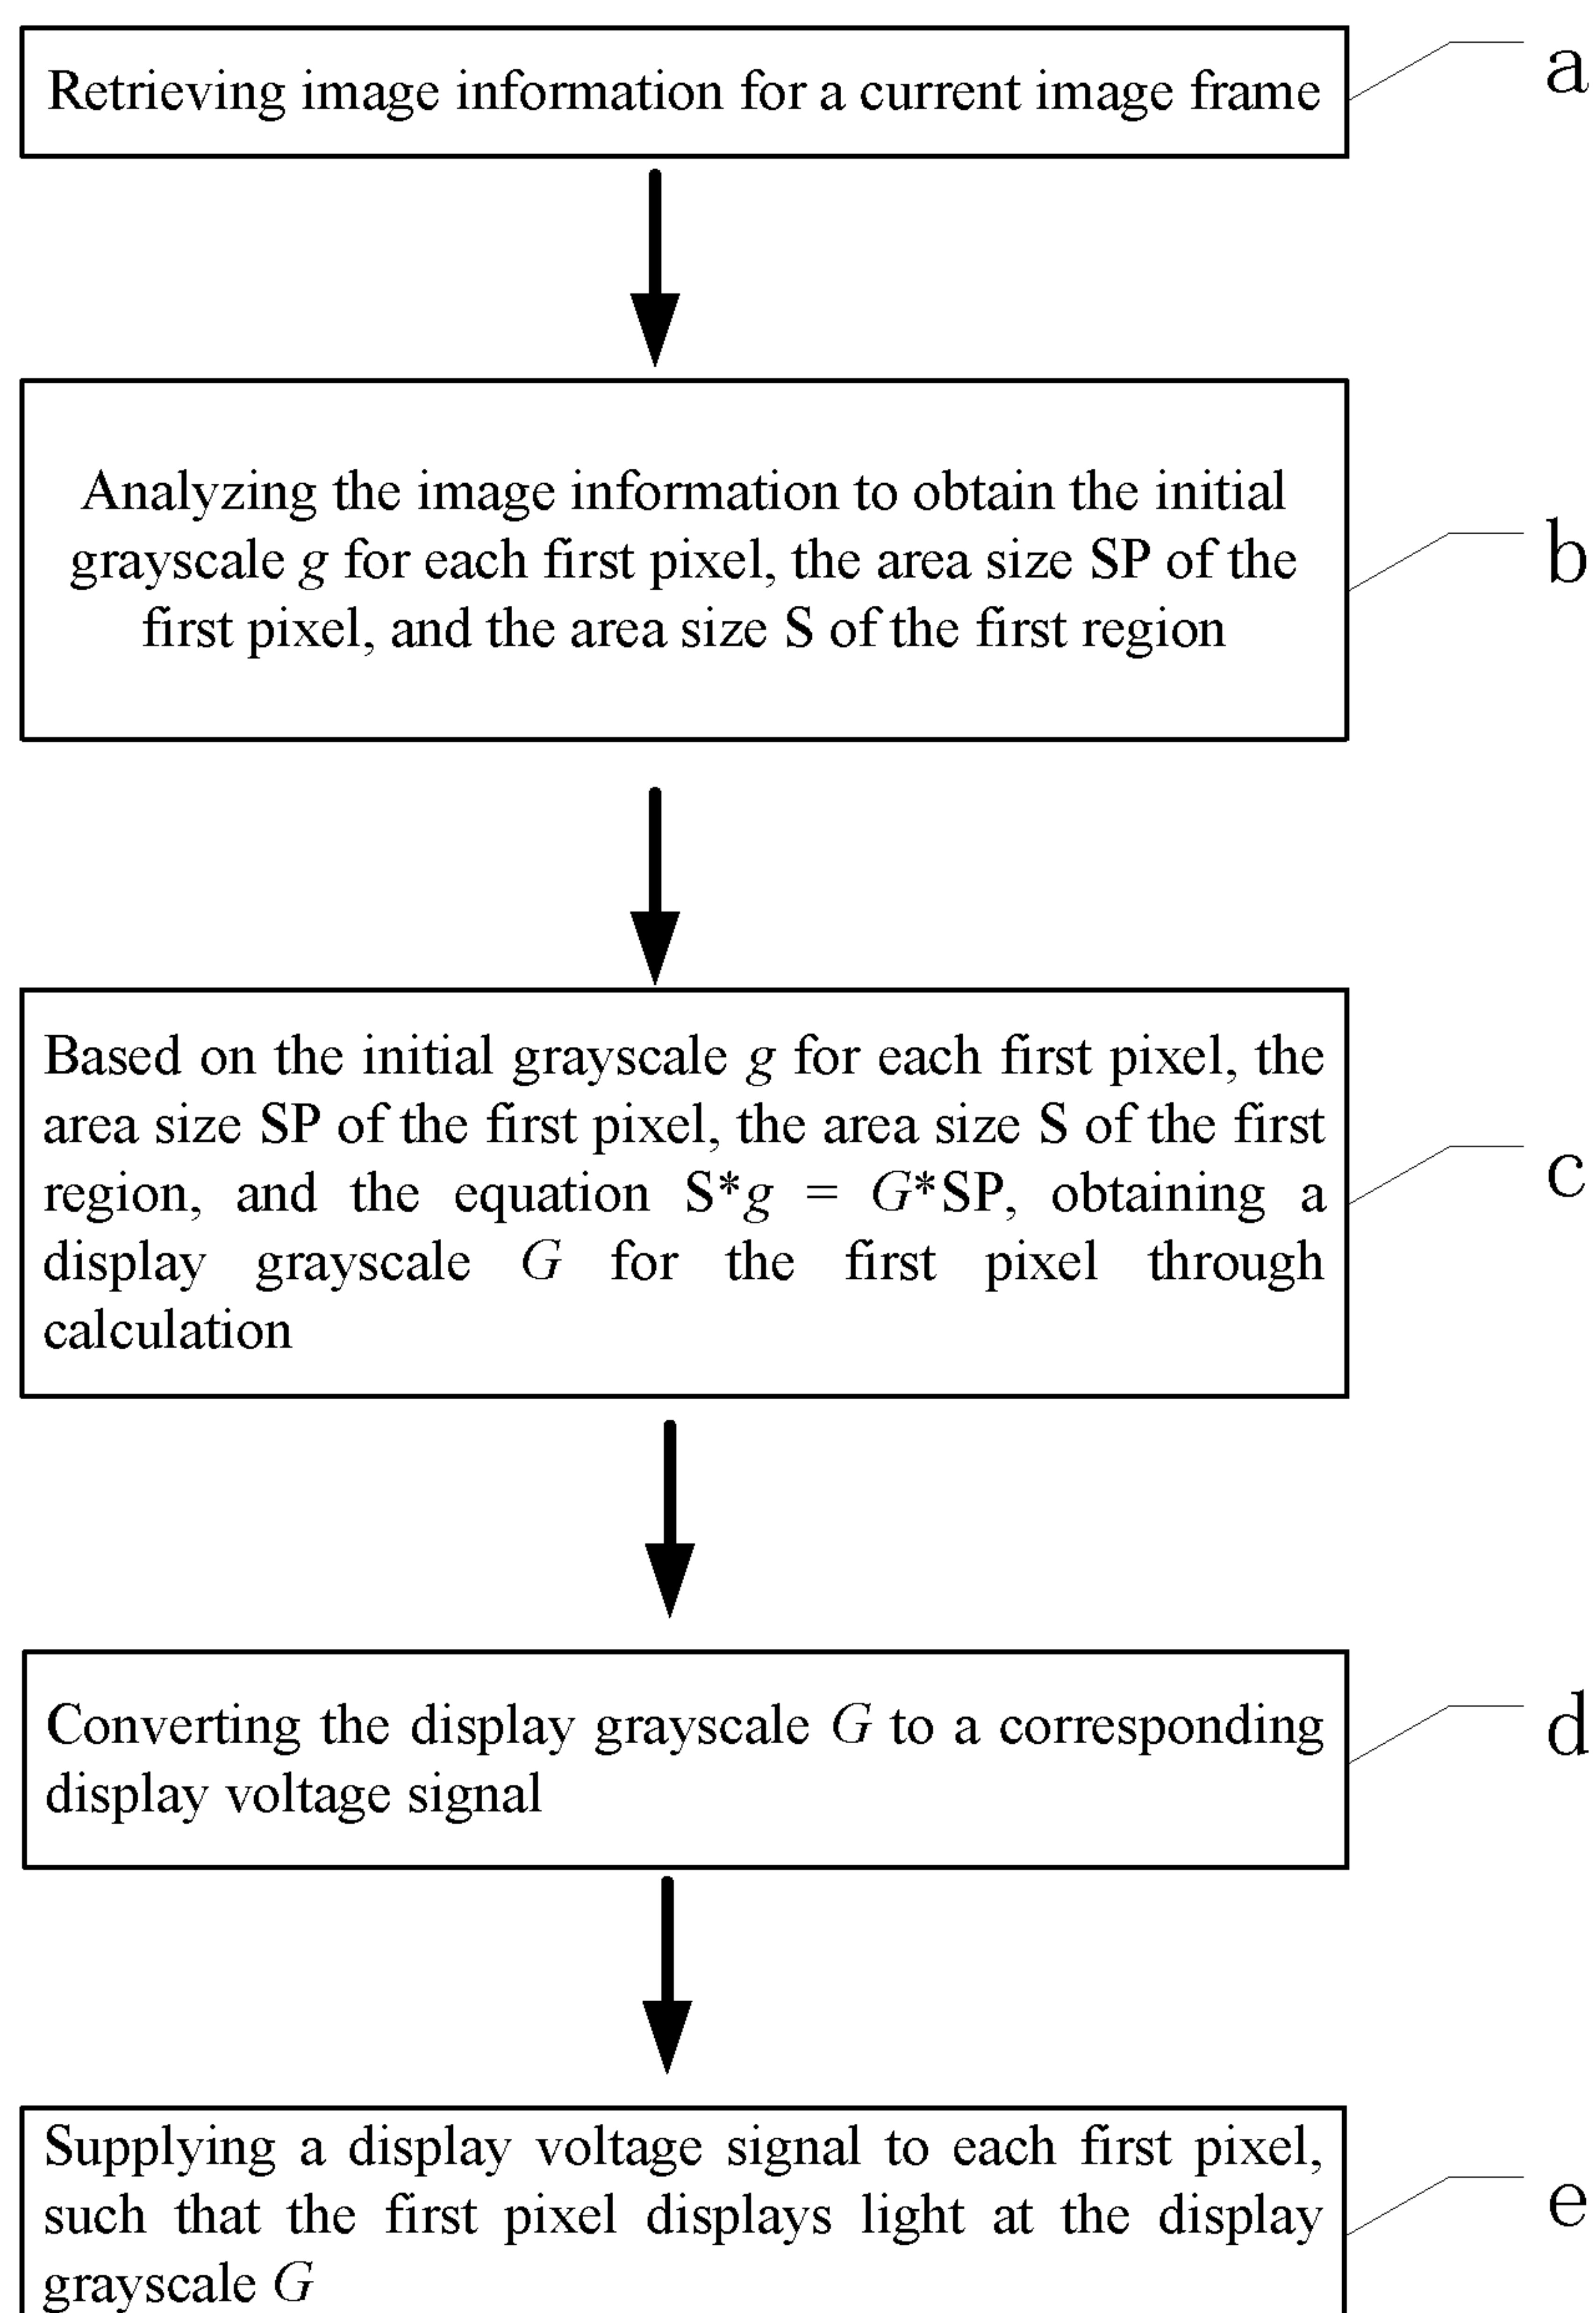 Retrieving image information for a current image frame
a
Analyzing the image information to obtain the initial
grayscale g for each first pixel, the area size SP of the
first pixel, and the area size S of the first region
b
Based on the initial grayscale g for each first pixel, the
area size SP of the first pixel, the area size S of the first
region, and the equation S*g = G*SP, obtaining a
display grayscale G for the first pixel through
calculation
c
Converting the display grayscale G to a corresponding
display voltage signal
d
Supplying a display voltage signal to each first pixel,
such that the first pixel displays light at the display
grayscale G
e